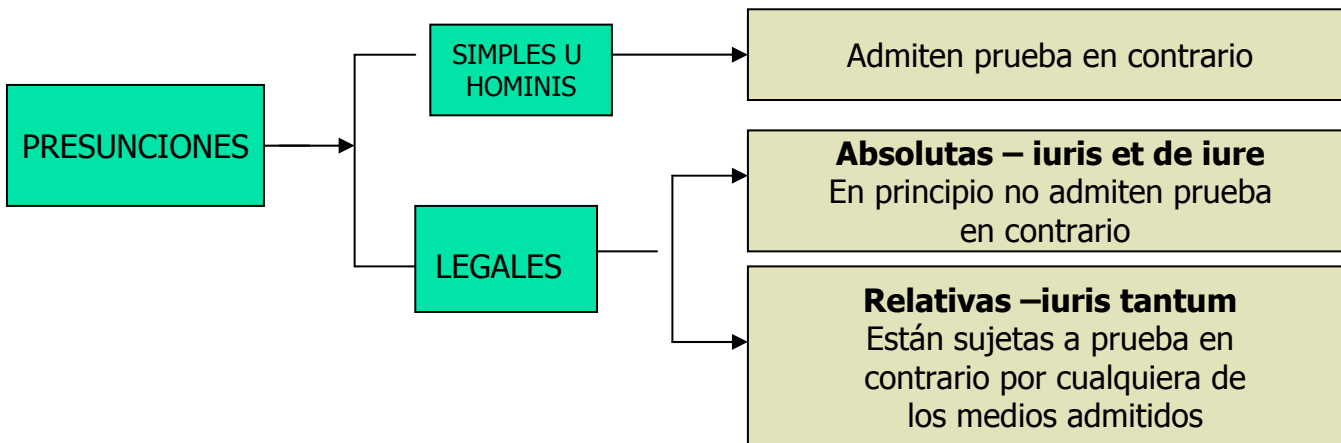 PRESUNCIONES
SIMPLES U
HOMINIS
Admiten prueba en contrario
LEGALES
Absolutas – iuris et de iure
En principio no admiten prueba
en contrario
Relativas –iuris tantum
Están sujetas a prueba en
contrario por cualquiera de
los medios admitidos